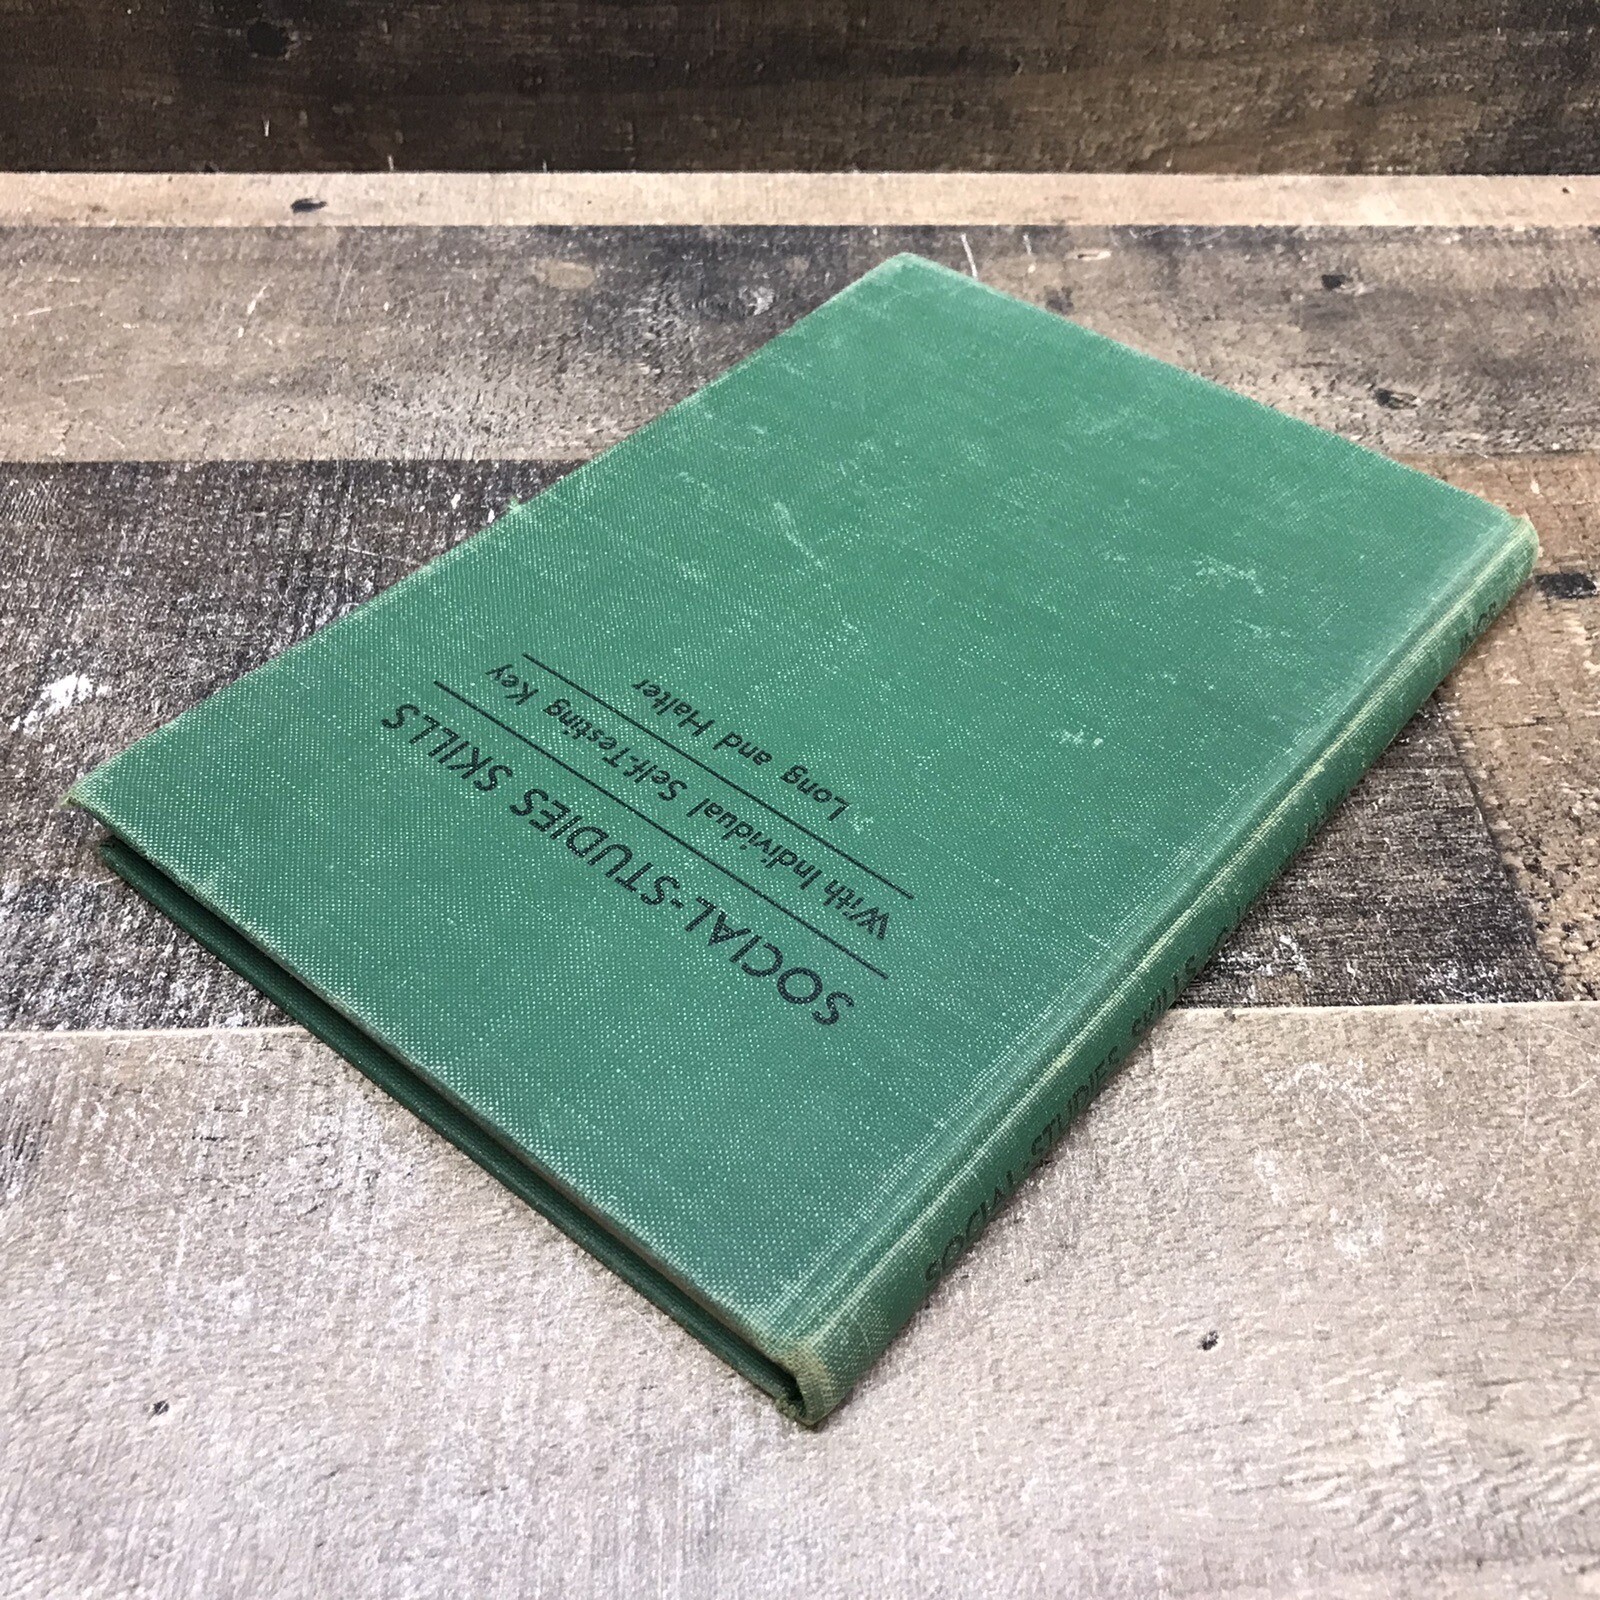 SOCIAL-STUDIES SKILLS
With Individual Self-Testing Key
Long and Halter
SOCIAL-STUDIES SKILLS